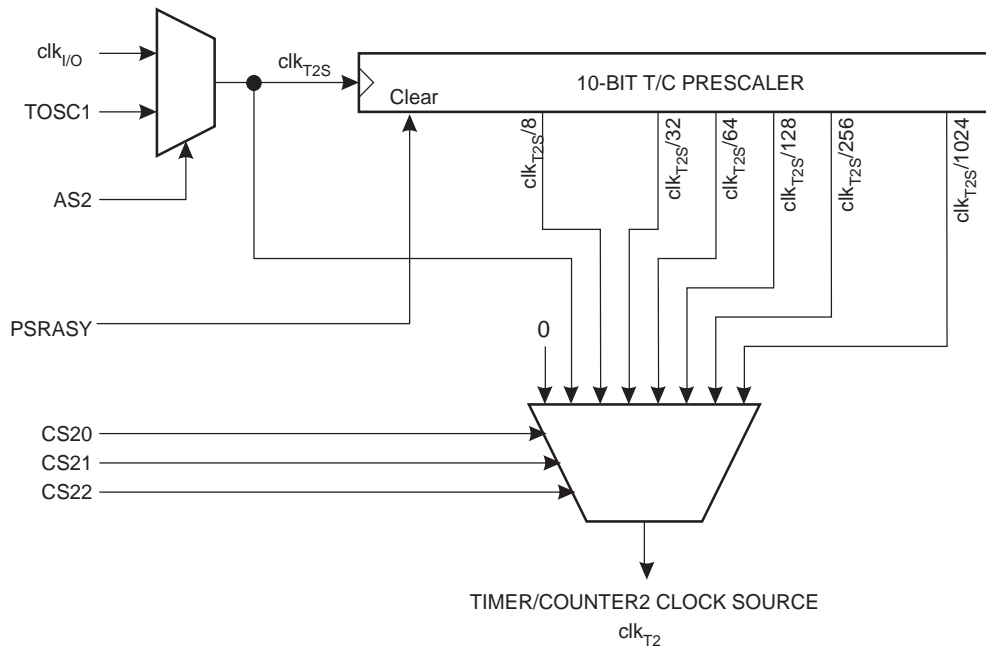 clkI/O
clkT2S
10-BIT T/C PRESCALER
TOSC1
Clear
clkT2S/8
clkT2S/32
clkT2S/64
clkT2S/128
clkT2S/256
clkT2S/1024
AS2
PSRASY
0
CS20
CS21
CS22
TIMER/COUNTER2 CLOCK SOURCE
clkT2